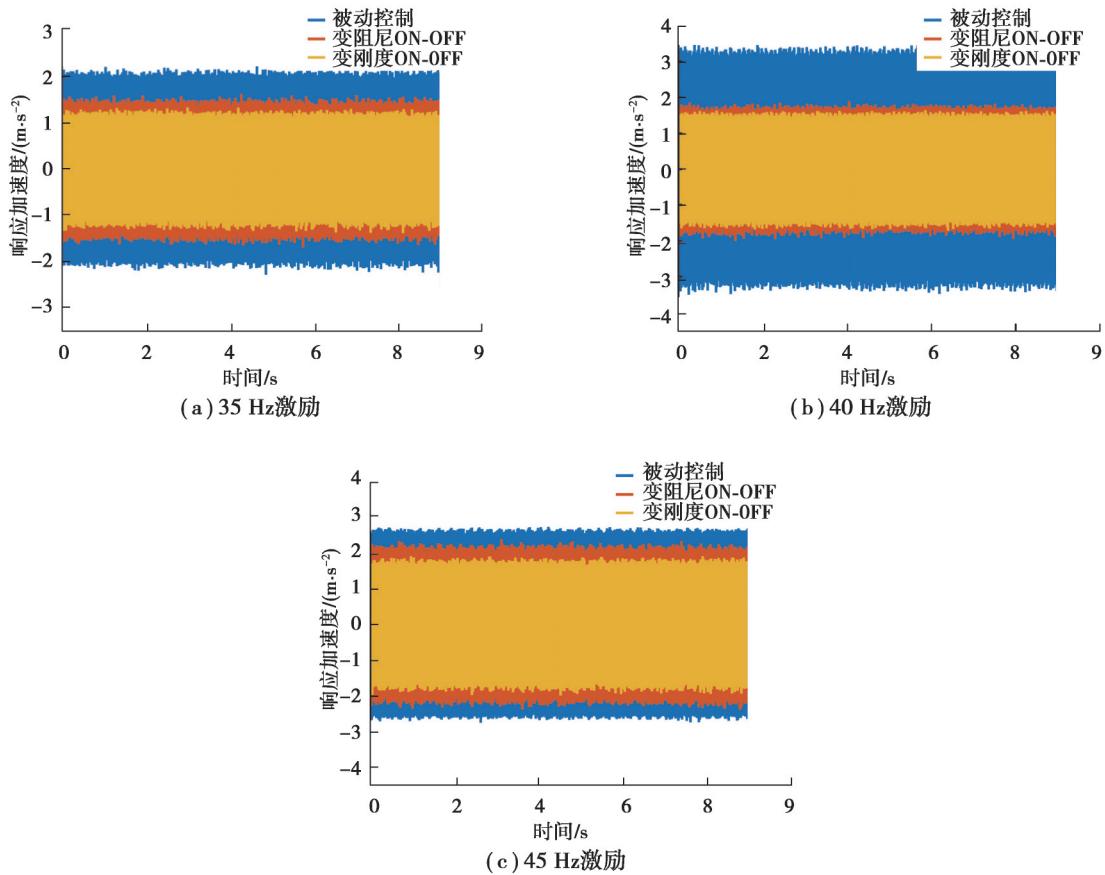 被动控制
变阻尼ON-OFF
变刚度ON-0FF
3
2
1
0
-1
-2
-3
响应加速度/(m·s⁻²)
0 2 4 6 8 9
时间/s
(a)35 Hz激励
被动控制
变阻尼ON-OFF
变刚度ON-0FF
4
3
2
1
0
-1
-2
-3
-4
响应加速度/(m·s⁻²)
0 2 4 6 8 9
时间/s
(b)40 Hz激励
被动控制
变阻尼ON-OFF
变刚度ON-0FF
4
3
2
1
0
-1
-2
-3
-4
响应加速度/(m·s⁻²)
0 2 4 6 8 9
时间/s
(c)45 Hz激励